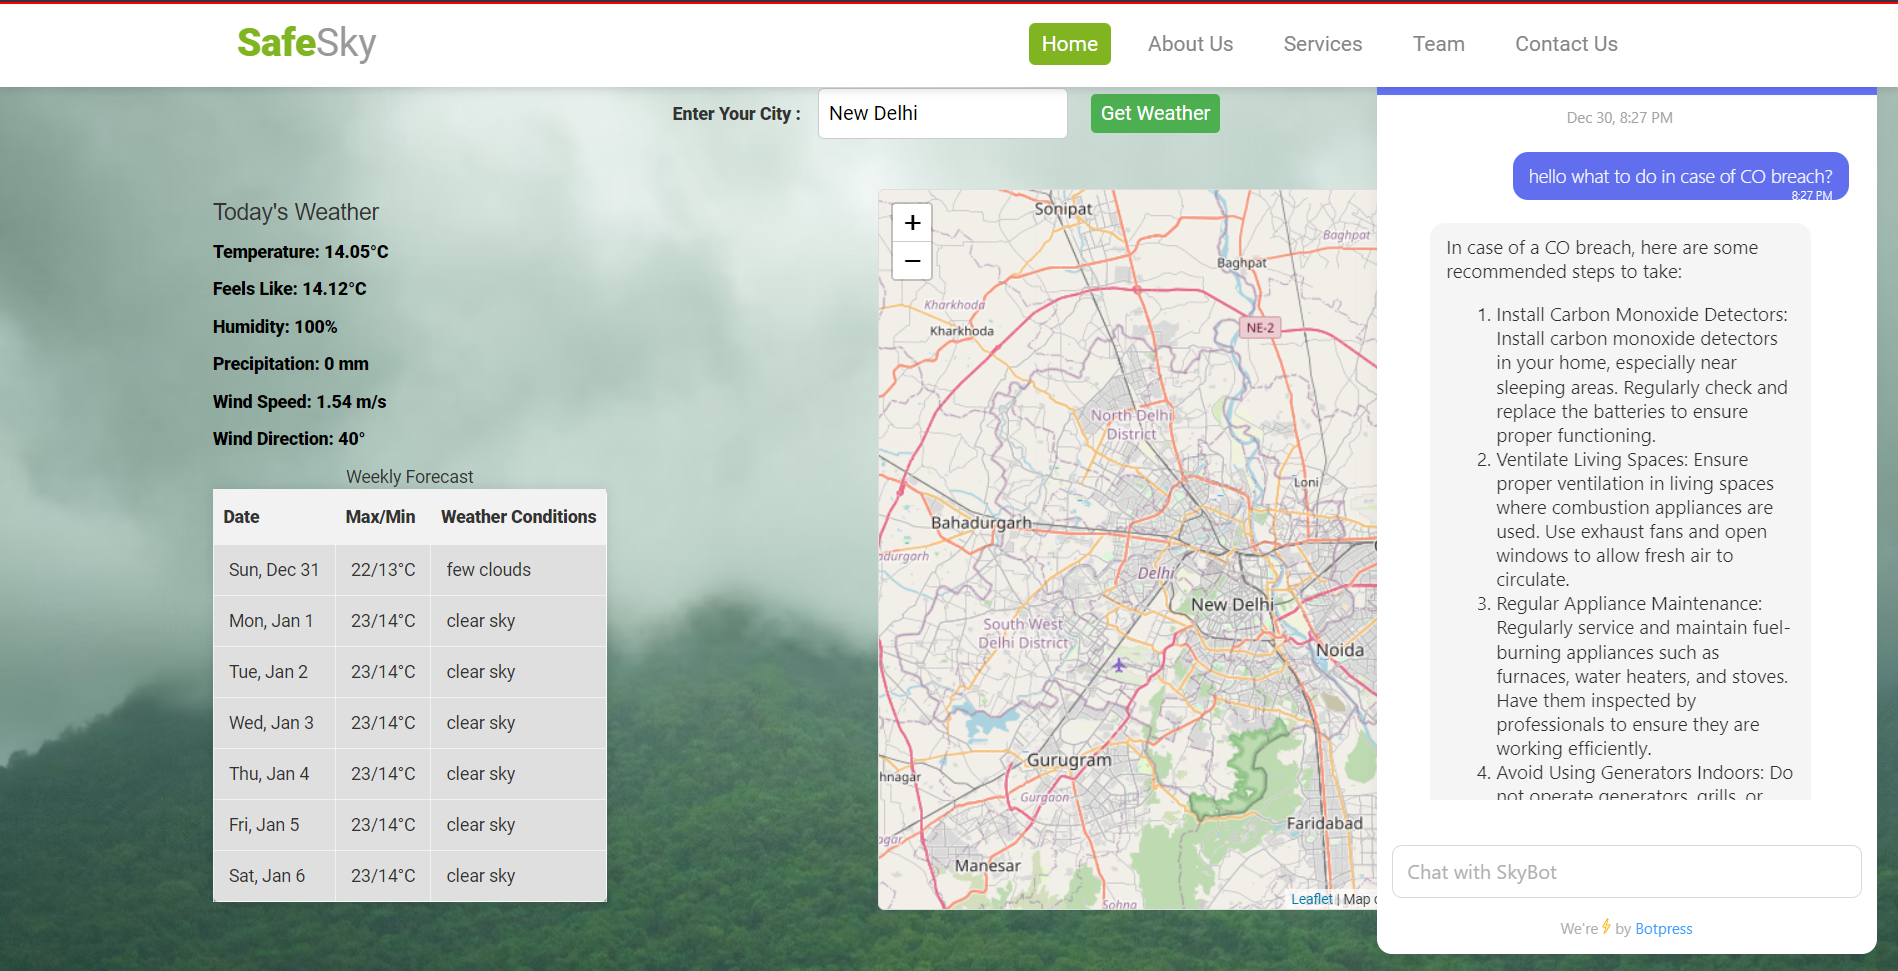 SafeSky
Home
About Us
Services
Team
Contact Us
Enter Your City :
New Delhi
Get Weather
Today's Weather
Temperature: 14.05°C
Feels Like: 14.12°C
Humidity: 100%
Precipitation: 0 mm
Wind Speed: 1.54 m/s
Wind Direction: 40°
Weekly Forecast
Date Max/Min Weather Conditions
Sun, Dec 31 22/13°C few clouds
Mon, Jan 1 23/14°C clear sky
Tue, Jan 2 23/14°C clear sky
Wed, Jan 3 23/14°C clear sky
Thu, Jan 4 23/14°C clear sky
Fri, Jan 5 23/14°C clear sky
Sat, Jan 6 23/14°C clear sky
+
−
Sonipat
Baghpat
Baghpat
Kharkhoda
Kharkhoda
NE-2
North Delhi
District
Loni
Bahadurgarh
Delhi
New Delhi
South West
Delhi District
Noida
Gurugram
Gurgaon
Faridabad
Manesar
Sohna
Leaflet | Map
Dec 30, 8:27 PM
hello what to do in case of CO breach?
8:27 PM
In case of a CO breach, here are some
recommended steps to take:
1. Install Carbon Monoxide Detectors:
Install carbon monoxide detectors
in your home, especially near
sleeping areas. Regularly check and
replace the batteries to ensure
proper functioning.
2. Ventilate Living Spaces: Ensure
proper ventilation in living spaces
where combustion appliances are
used. Use exhaust fans and open
windows to allow fresh air to
circulate.
3. Regular Appliance Maintenance:
Regularly service and maintain fuel-
burning appliances such as
furnaces, water heaters, and stoves.
Have them inspected by
professionals to ensure they are
working efficiently.
4. Avoid Using Generators Indoors: Do
not operate generators, grills, or
Chat with SkyBot
We're⚡by Botpress